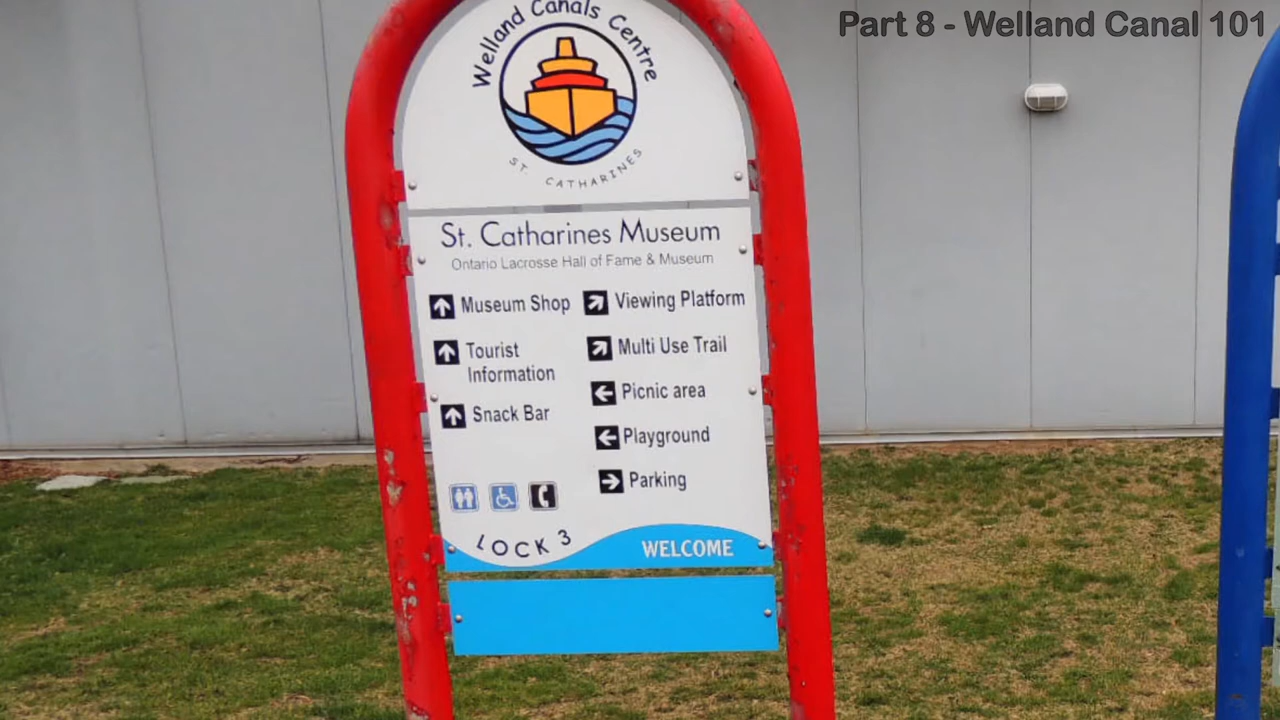 Part 8 - Welland Canal 101
Welland Canals Centre
ST. CATHARINES
St. Catharines Museum
Ontario Lacrosse Hall of Fame & Museum
Museum Shop
Tourist
Information
Snack Bar
Viewing Platform
Multi Use Trail
Picnic area
Playground
Parking
LOCK 3
WELCOME